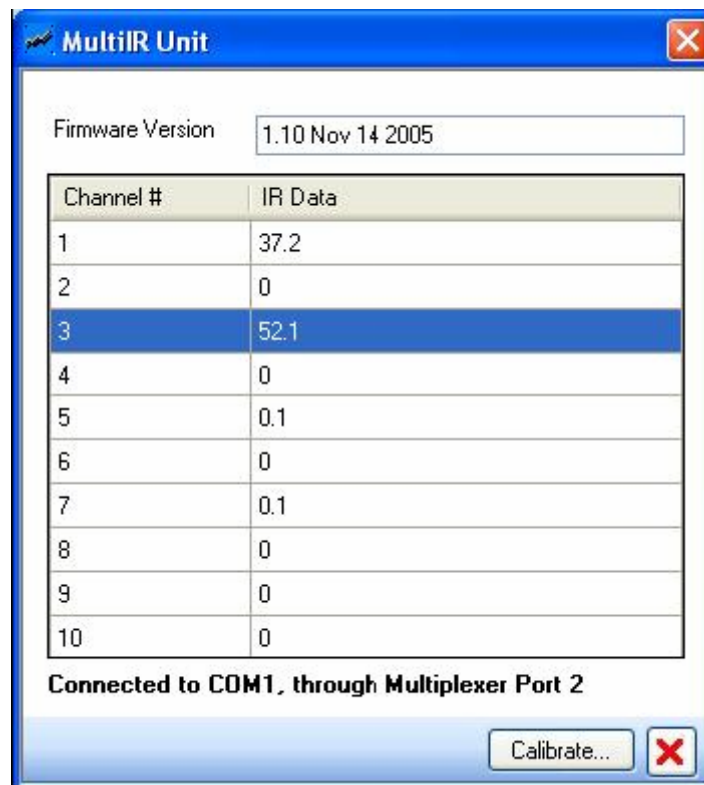 MultiIR Unit
Firmware Version 1.10 Nov 14 2005
Channel # IR Data
1 37.2
2 0
3 52.1
4 0
5 0.1
6 0
7 0.1
8 0
9 0
10 0
Connected to COM1, through Multiplexer Port 2
Calibrate...